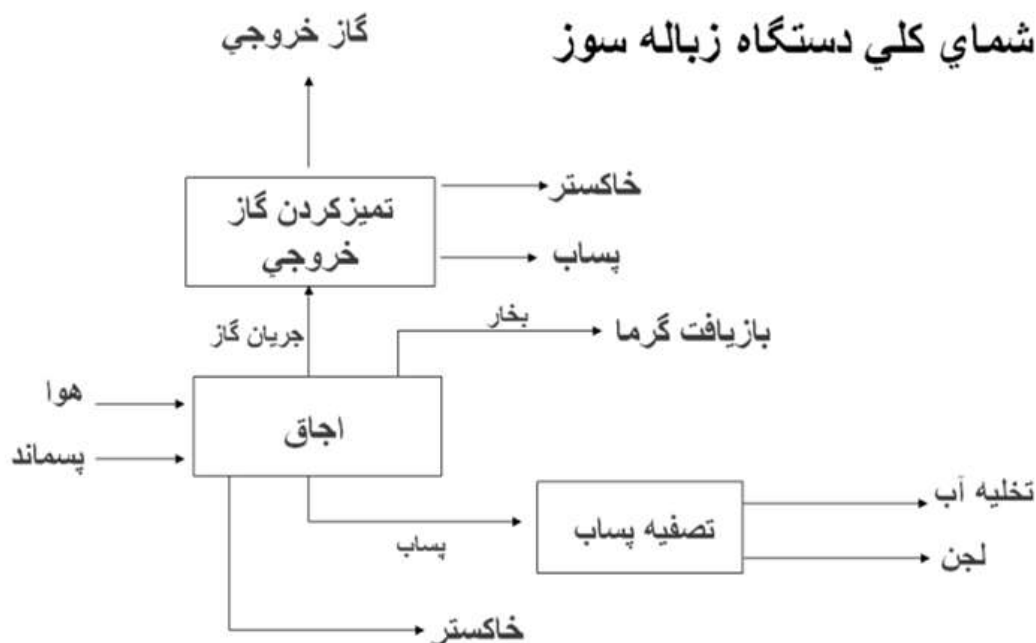 شماي كلي دستگاه زباله سوز
گاز خروجي
تميزكردن گاز
خروجي
خاكستر
پساب
جريان گاز
بخار
بازيافت گرما
هوا
پسماند
اجاق
پساب
تصفيه پساب
تخليه آب
لجن
خاكستر